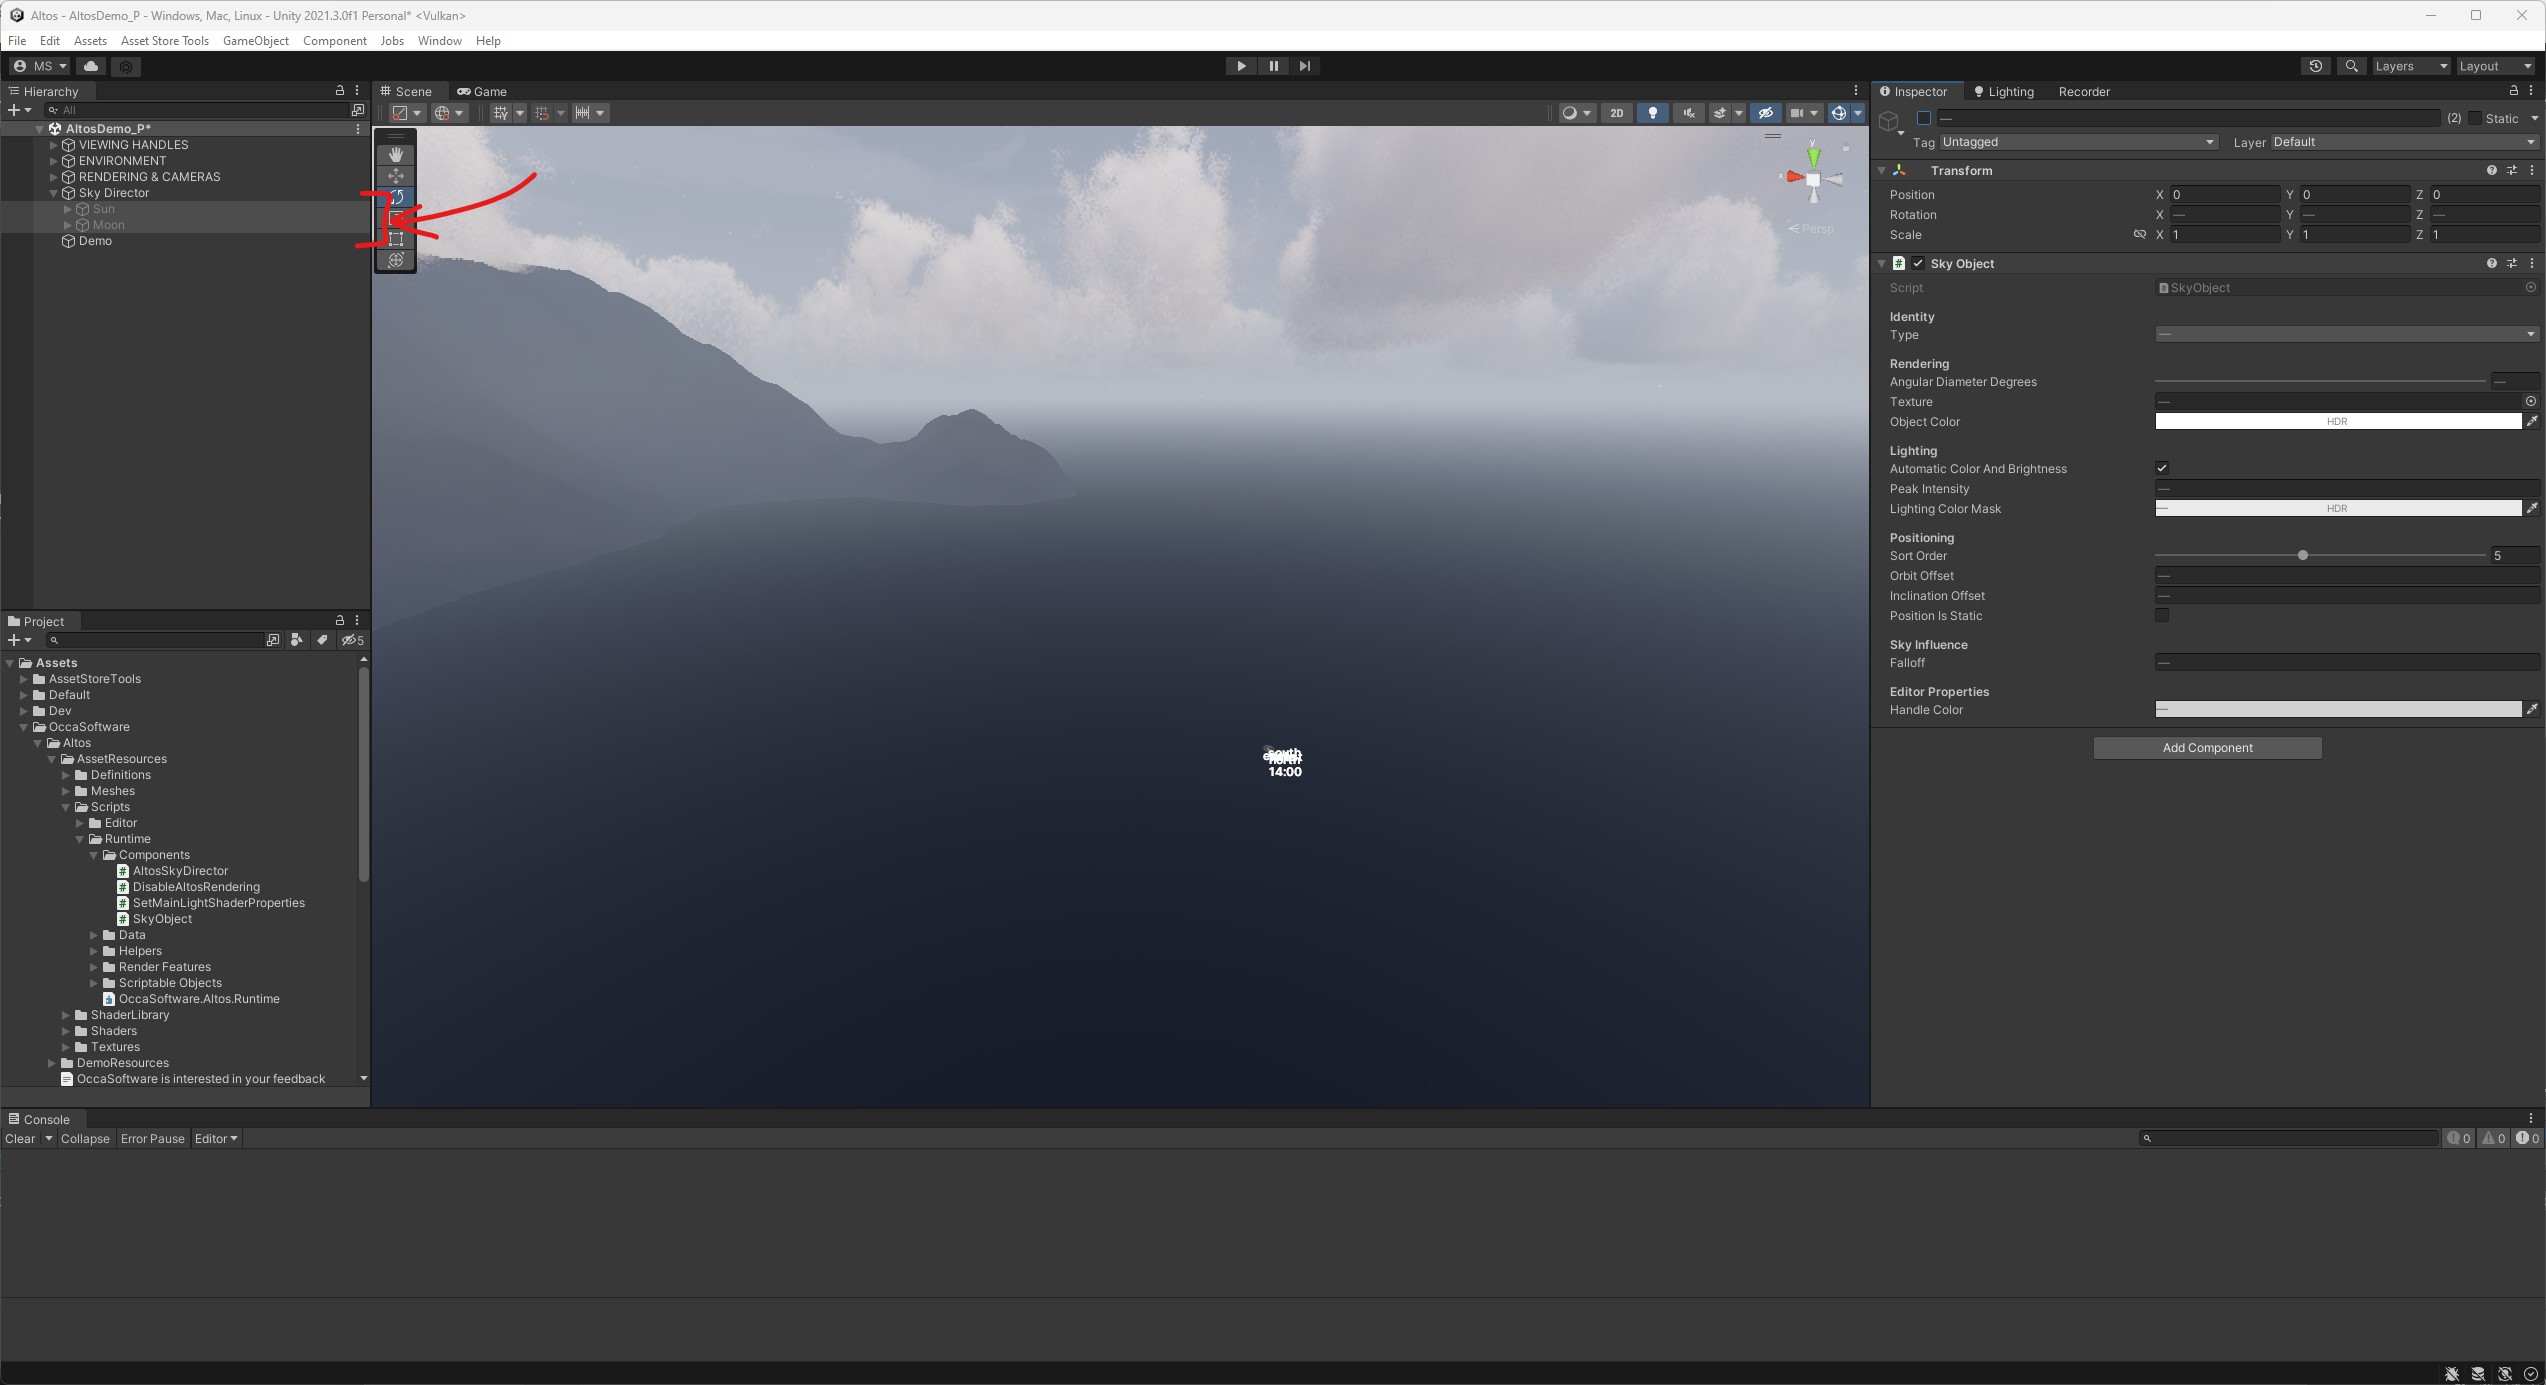 Altos - AltosDemo_P - Windows, Mac, Linux - Unity 2021.3.0f1 Personal* <Vulkan>
File Edit Assets Asset Store Tools GameObject Component Jobs Window Help
MS
Layers Layout
Hierarchy
All
AltosDemo_P*
VIEWING HANDLES
ENVIRONMENT
RENDERING & CAMERAS
Sky Director
Sun
Moon
Demo
Project
5
Assets
AssetStoreTools
Default
Dev
OccaSoftware
Altos
AssetResources
Definitions
Meshes
Scripts
Editor
Runtime
Components
AltosSkyDirector
DisableAltosRendering
SetMainLightShaderProperties
SkyObject
Data
Helpers
Render Features
Scriptable Objects
OccaSoftware.Altos.Runtime
ShaderLibrary
Shaders
Textures
DemoResources
OccaSoftware is interested in your feedback
Scene Game
2D
y
x
Persp
south
north
14:00
Inspector Lighting Recorder
— (2) Static
Tag Untagged Layer Default
Transform
Position X 0 Y 0 Z 0
Rotation X — Y — Z —
Scale X 1 Y 1 Z 1
# Sky Object
Script SkyObject
Identity
Type —
Rendering
Angular Diameter Degrees —
Texture —
Object Color HDR
Lighting
Automatic Color And Brightness
Peak Intensity —
Lighting Color Mask — HDR
Positioning
Sort Order 5
Orbit Offset —
Inclination Offset —
Position Is Static
Sky Influence
Falloff —
Editor Properties
Handle Color —
Add Component
Console
Clear Collapse Error Pause Editor
0 0 0